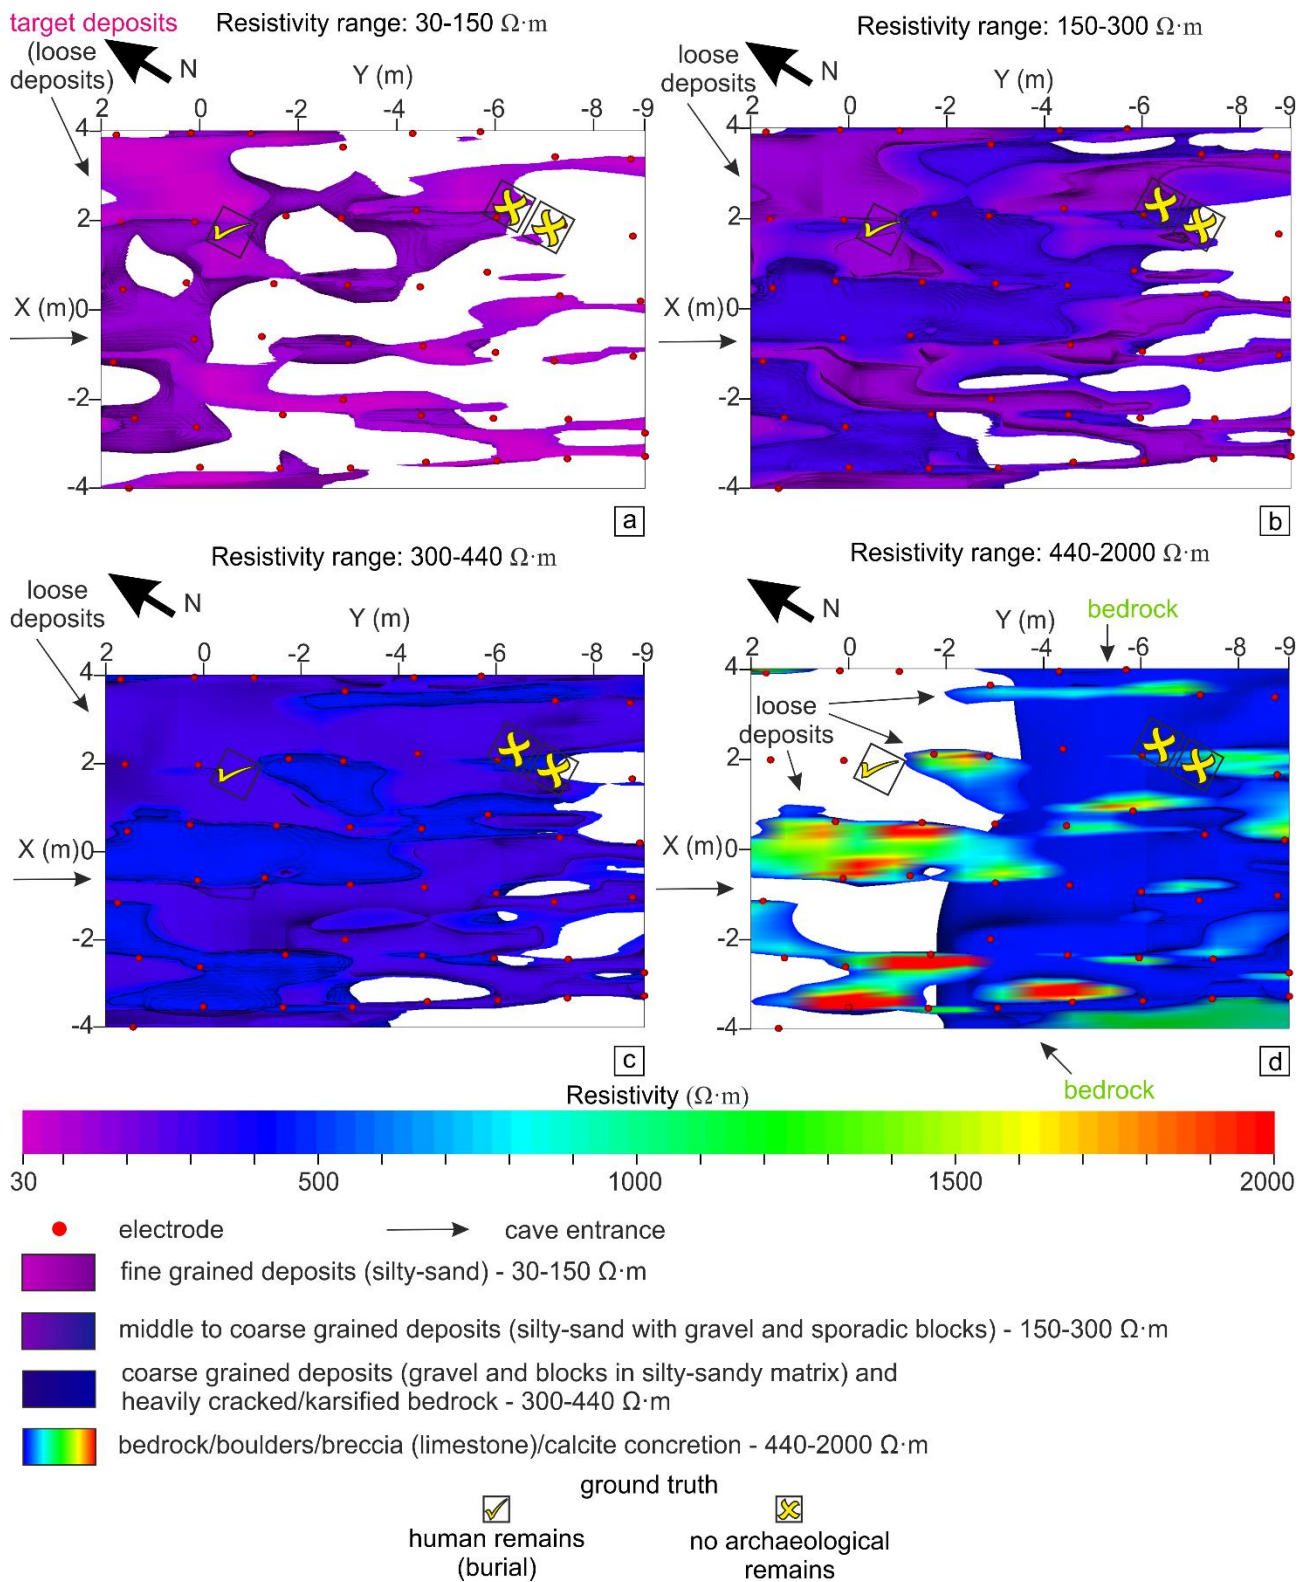 target deposits
(loose
deposits)
N
Resistivity range: 30-150 Ω·m
Y (m)
2 0 -2 -4 -6 -9
4
2
X (m) 0
-2
-4
a
Resistivity range: 150-300 Ω·m
loose
deposits
N
Y (m)
2 0 -2 -4 -6 -9
4
2
X (m) 0
-2
-4
b
Resistivity range: 300-440 Ω·m
loose
deposits
N
Y (m)
2 0 -2 -4 -6 -9
4
2
X (m) 0
-2
-4
c
Resistivity range: 440-2000 Ω·m
N
bedrock
Y (m)
2 0 -2 -4 -6 -9
4
loose
deposits
2
X (m) 0
-2
-4
d
bedrock
Resistivity (Ω·m)
30 500 1000 1500 2000
electrode cave entrance
fine grained deposits (silty-sand) - 30-150 Ω·m
middle to coarse grained deposits (silty-sand with gravel and sporadic blocks) - 150-300 Ω·m
coarse grained deposits (gravel and blocks in silty-sandy matrix) and
heavily cracked/karsified bedrock - 300-440 Ω·m
bedrock/boulders/breccia (limestone)/calcite concretion - 440-2000 Ω·m
ground truth
human remains
(burial)
no archaeological
remains